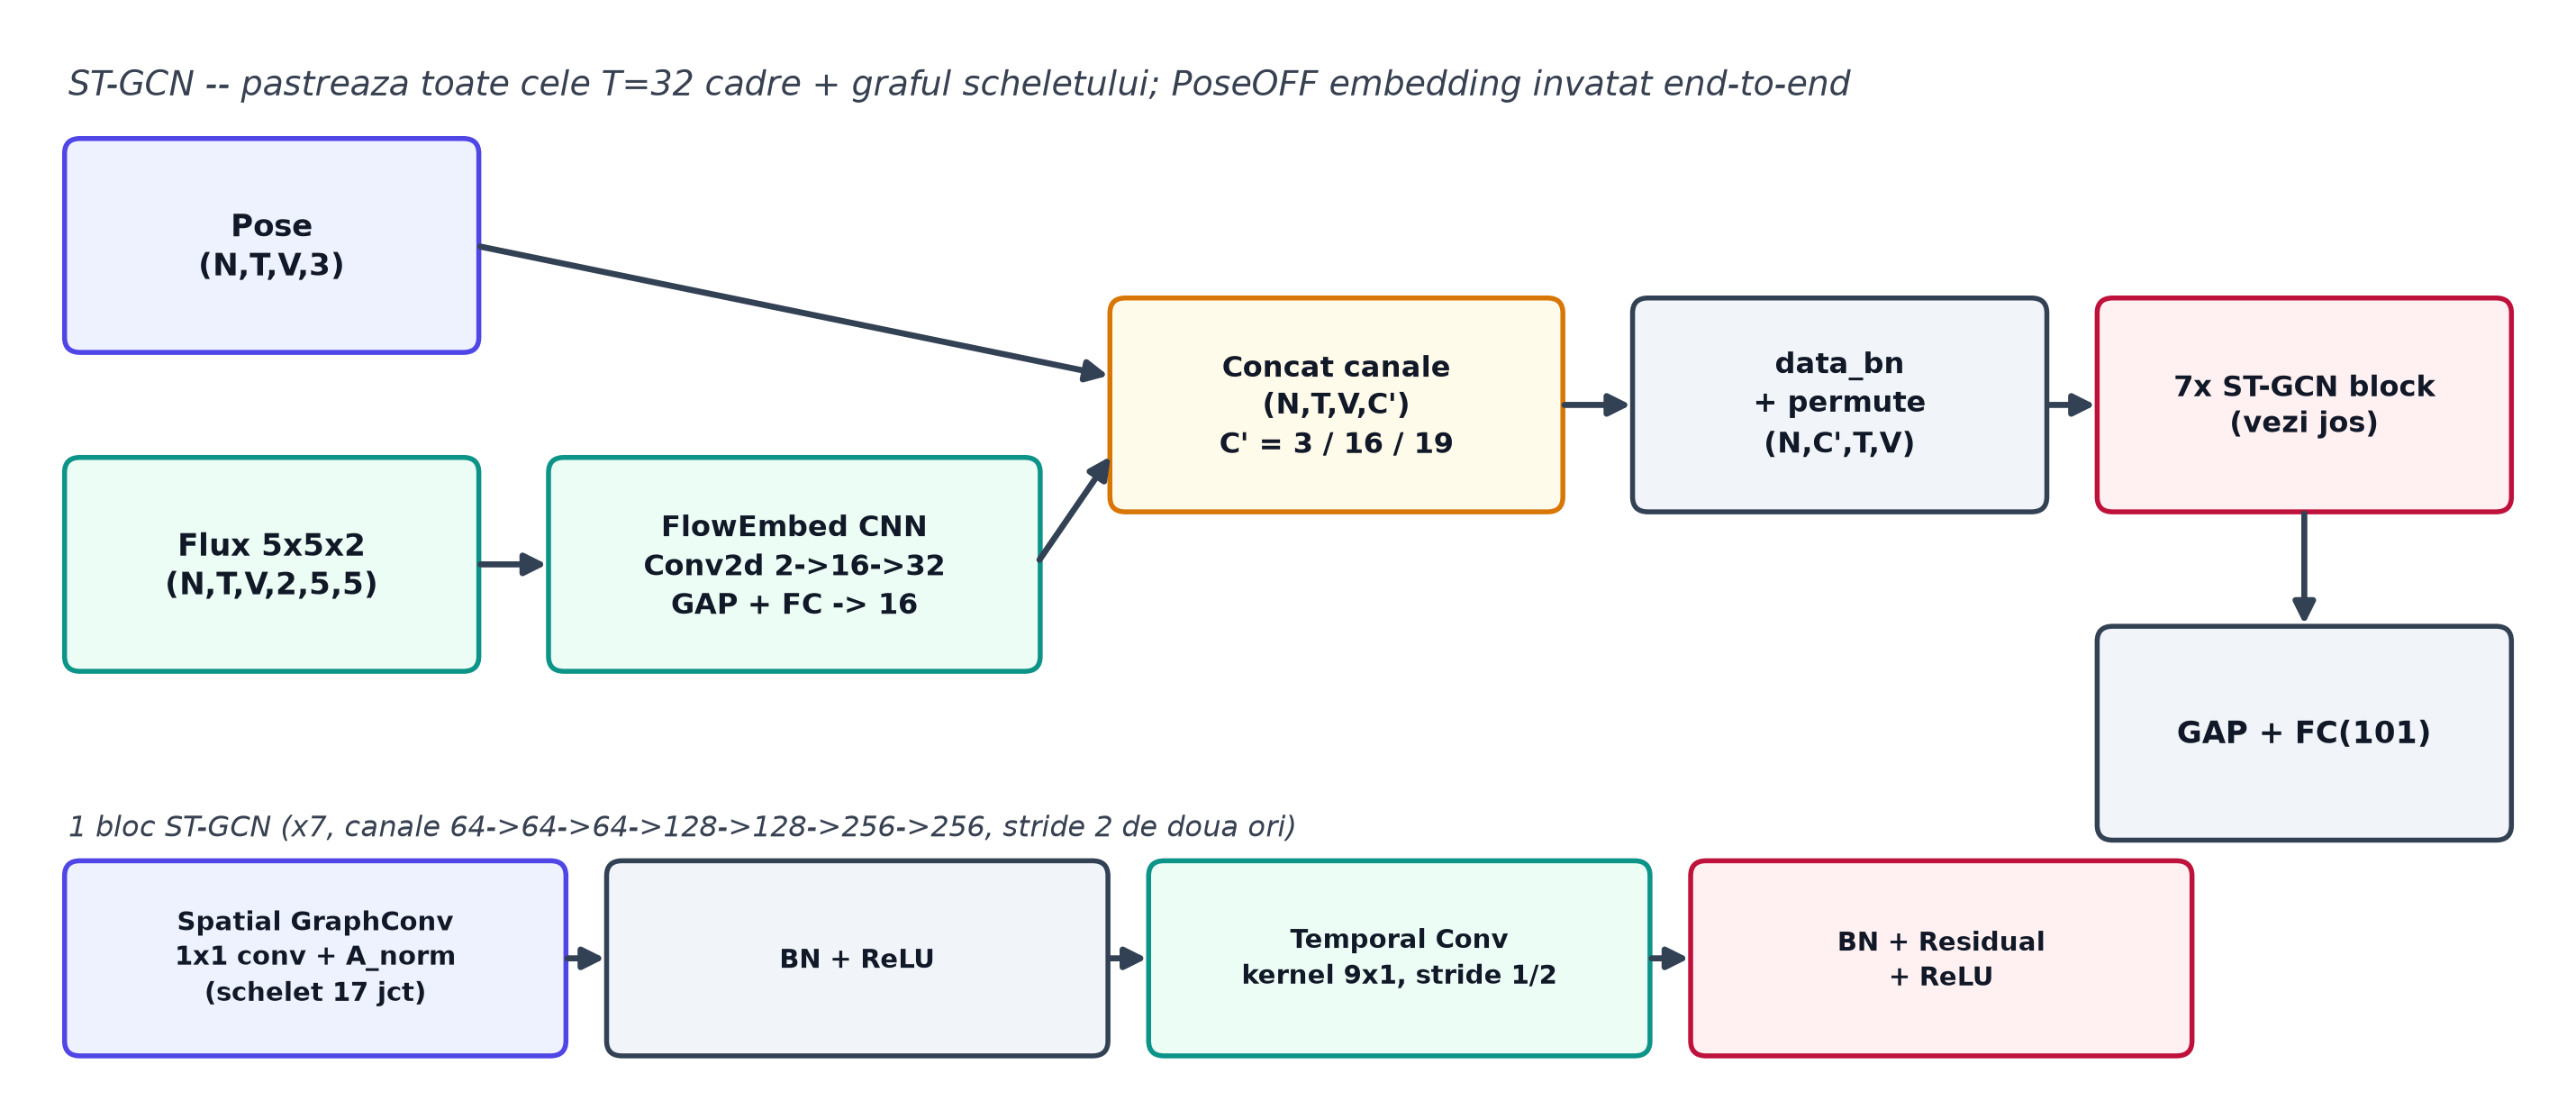 ST-GCN -- pastreaza toate cele T=32 cadre + graful scheletului; PoseOFF embedding invatat end-to-end
Pose
(N,T,V,3)
Flux 5x5x2
(N,T,V,2,5,5)
FlowEmbed CNN
Conv2d 2->16->32
GAP + FC -> 16
Concat canale
(N,T,V,C')
C' = 3 / 16 / 19
data_bn
+ permute
(N,C',T,V)
7x ST-GCN block
(vezi jos)
GAP + FC(101)
1 bloc ST-GCN (x7, canale 64->64->64->128->128->256->256, stride 2 de doua ori)
Spatial GraphConv
1x1 conv + A_norm
(schelet 17 jct)
BN + ReLU
Temporal Conv
kernel 9x1, stride 1/2
BN + Residual
+ ReLU